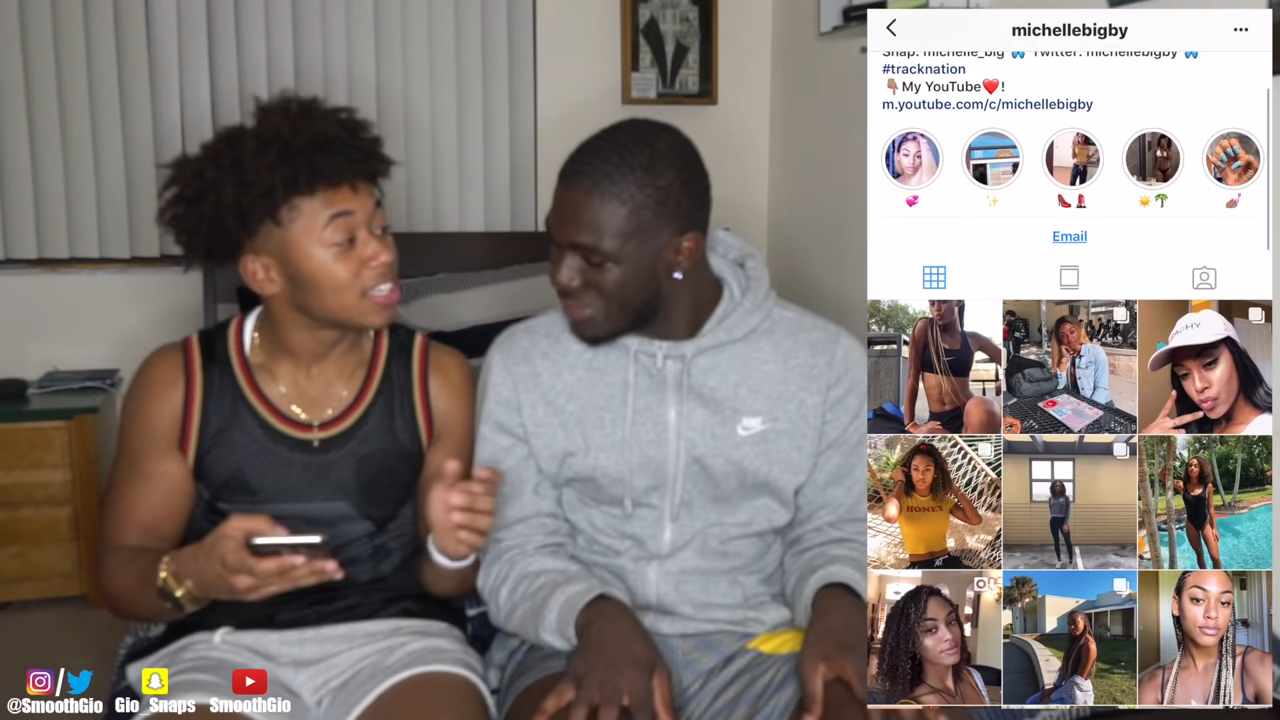 michellebigby
Snap: michelle_big Twitter: michellebigby
#tracknation
My YouTube !
m.youtube.com/c/michellebigby
Email
HONEY
@SmoothGio
Gio_Snaps
SmoothGio